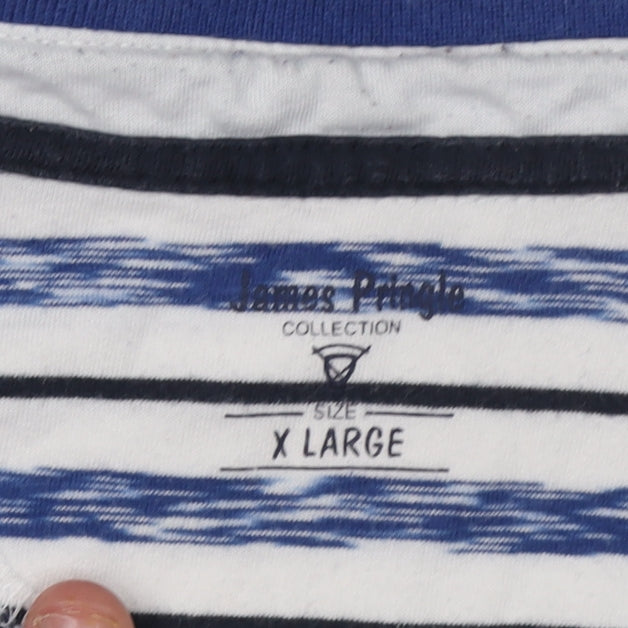 James Pringle
COLLECTION
SIZE
X LARGE